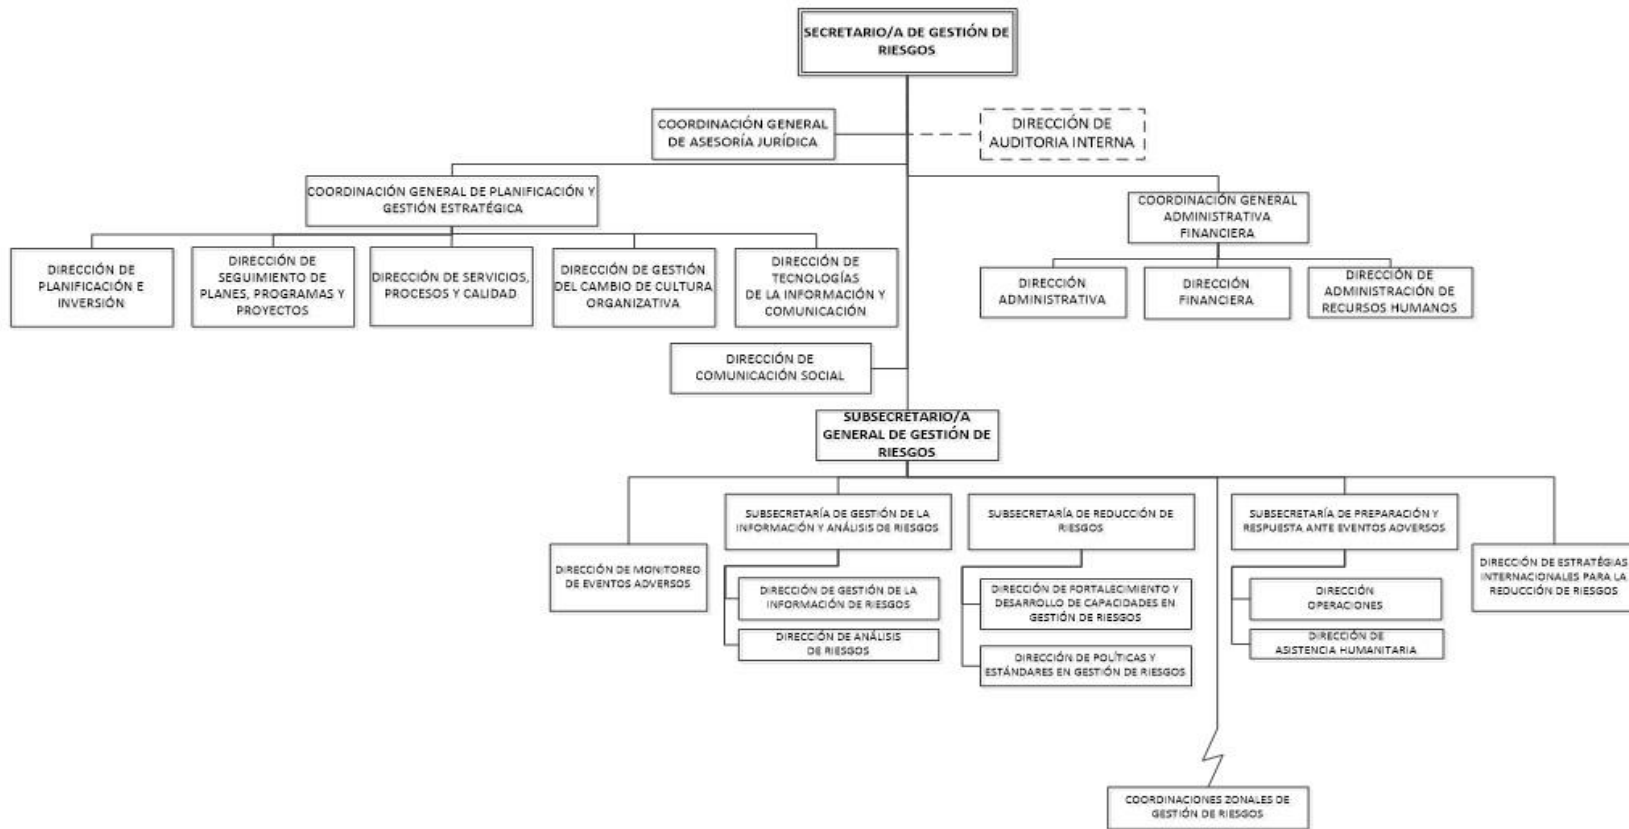 SECRETARIO/A DE GESTIÓN DE
RIESGOS
COORDINACIÓN GENERAL
DE ASESORÍA JURÍDICA
DIRECCIÓN DE
AUDITORIA INTERNA
COORDINACIÓN GENERAL DE PLANIFICACIÓN Y
GESTIÓN ESTRATÉGICA
COORDINACIÓN GENERAL
ADMINISTRATIVA
FINANCIERA
DIRECCIÓN DE
PLANIFICACIÓN E
INVERSIÓN
DIRECCIÓN DE
SEGUIMIENTO DE
PLANES, PROGRAMAS Y
PROYECTOS
DIRECCIÓN DE SERVICIOS,
PROCESOS Y CALIDAD
DIRECCIÓN DE GESTIÓN
DEL CAMBIO DE CULTURA
ORGANIZATIVA
DIRECCIÓN DE
TECNOLOGÍAS
DE LA INFORMACIÓN Y
COMUNICACIÓN
DIRECCIÓN
ADMINISTRATIVA
DIRECCIÓN
FINANCIERA
DIRECCIÓN DE
ADMINISTRACIÓN DE
RECURSOS HUMANOS
DIRECCIÓN DE
COMUNICACIÓN SOCIAL
SUBSECRETARIO/A
GENERAL DE GESTIÓN DE
RIESGOS
DIRECCIÓN DE MONITOREO
DE EVENTOS ADVERSOS
SUBSECRETARÍA DE GESTIÓN DE LA
INFORMACIÓN Y ANÁLISIS DE RIESGOS
DIRECCIÓN DE GESTIÓN DE LA
INFORMACIÓN DE RIESGOS
DIRECCIÓN DE ANÁLISIS
DE RIESGOS
SUBSECRETARÍA DE REDUCCIÓN DE
RIESGOS
DIRECCIÓN DE FORTALECIMIENTO Y
DESARROLLO DE CAPACIDADES EN
GESTIÓN DE RIESGOS
DIRECCIÓN DE POLÍTICAS Y
ESTÁNDARES EN GESTIÓN DE RIESGOS
SUBSECRETARÍA DE PREPARACIÓN Y
RESPUESTA ANTE EVENTOS ADVERSOS
DIRECCIÓN
OPERACIONES
DIRECCIÓN DE
ASISTENCIA HUMANITARIA
DIRECCIÓN DE ESTRATÉGIAS
INTERNACIONALES PARA LA
REDUCCIÓN DE RIESGOS
COORDINACIONES ZONALES DE
GESTIÓN DE RIESGOS